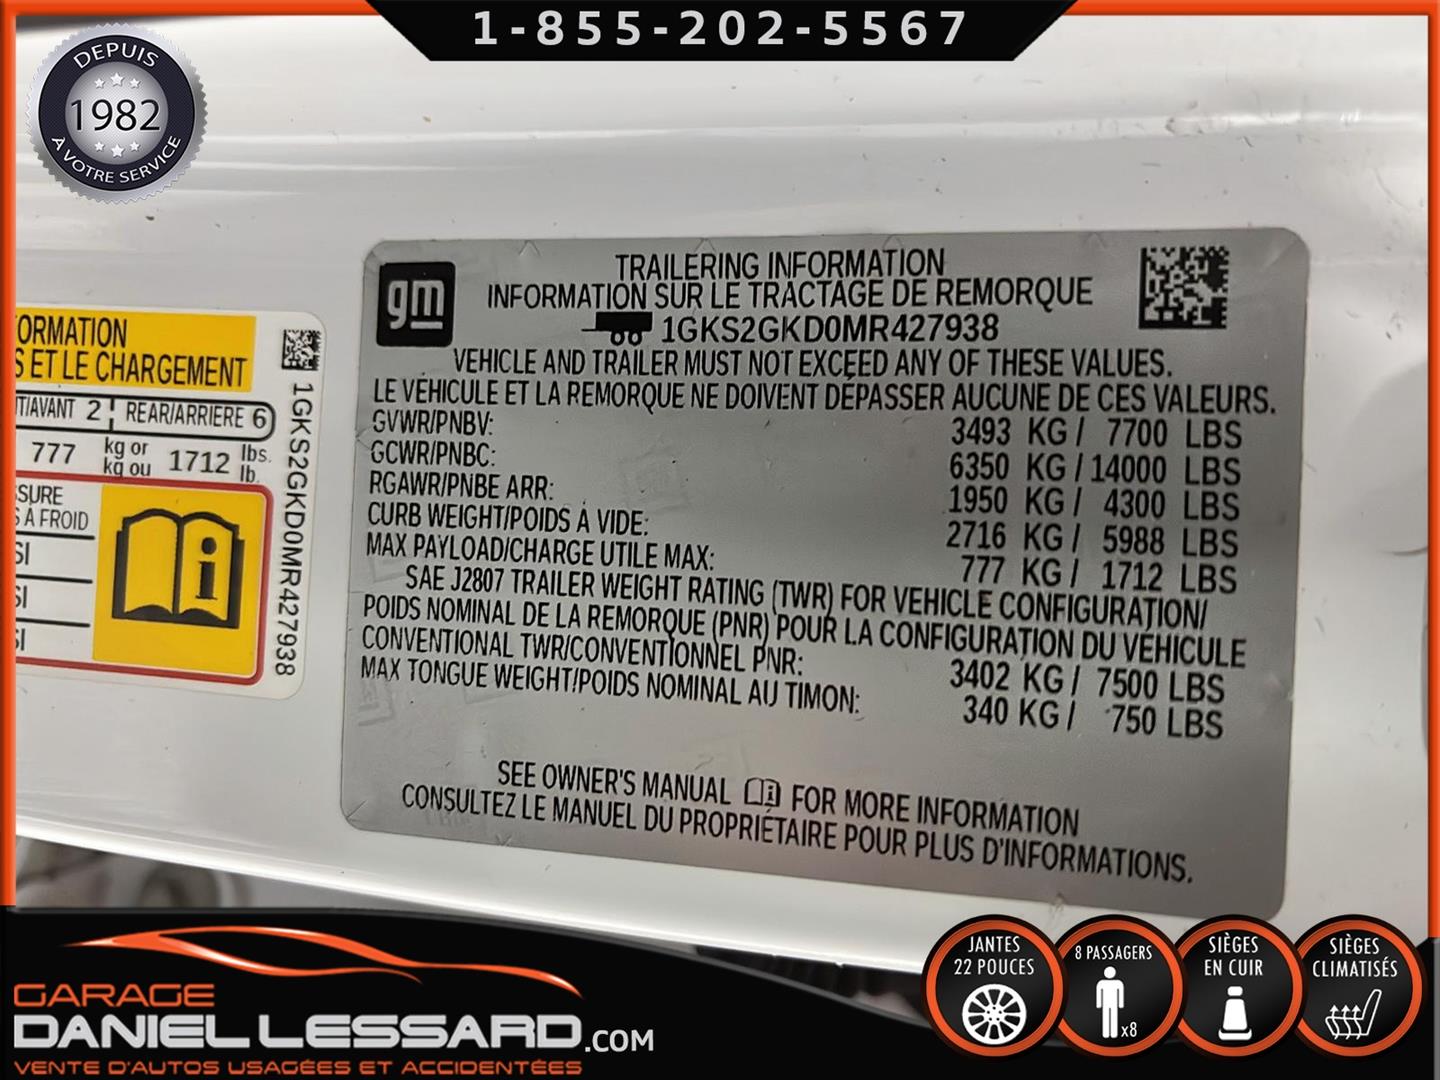 1-855-202-5567
DEPUIS
1982
À VOTRE SERVICE
ORMATION
S ET LE CHARGEMENT
T/AVANT 2 REAR/ARRIERE 6
777 kg or kg ou 1712 lbs. lb.
SSURE
S À FROID
SI
SI
SI
1GKS2GKD0MR427938
gm
TRAILERING INFORMATION
INFORMATION SUR LE TRACTAGE DE REMORQUE
1GKS2GKD0MR427938
VEHICLE AND TRAILER MUST NOT EXCEED ANY OF THESE VALUES.
LE VÉHICULE ET LA REMORQUE NE DOIVENT DÉPASSER AUCUNE DE CES VALEURS.
GVWR/PNBV: 3493 KG / 7700 LBS
GCWR/PNBC: 6350 KG / 14000 LBS
RGAWR/PNBE ARR: 1950 KG / 4300 LBS
CURB WEIGHT/POIDS À VIDE: 2716 KG / 5988 LBS
MAX PAYLOAD/CHARGE UTILE MAX: 777 KG / 1712 LBS
SAE J2807 TRAILER WEIGHT RATING (TWR) FOR VEHICLE CONFIGURATION/
POIDS NOMINAL DE LA REMORQUE (PNR) POUR LA CONFIGURATION DU VÉHICULE
CONVENTIONAL TWR/CONVENTIONNEL PNR: 3402 KG / 7500 LBS
MAX TONGUE WEIGHT/POIDS NOMINAL AU TIMON: 340 KG / 750 LBS
SEE OWNER'S MANUAL FOR MORE INFORMATION
CONSULTEZ LE MANUEL DU PROPRIÉTAIRE POUR PLUS D'INFORMATIONS.
GARAGE
DANIEL LESSARD.COM
VENTE D'AUTOS USAGÉES ET ACCIDENTÉES
JANTES
22 POUCES
8 PASSAGERS
x8
SIÈGES
EN CUIR
SIÈGES
CLIMATISÉS